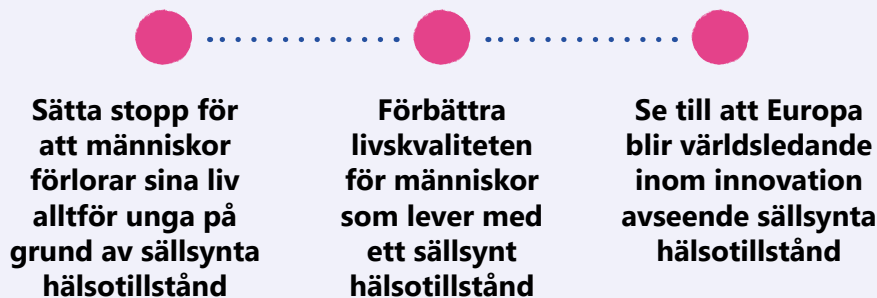 Sätta stopp för
att människor
förlorar sina liv
alltför unga på
grund av sällsynta
hälsotillstånd
Förbättra
livskvaliteten
för människor
som lever med
ett sällsynt
hälsotillstånd
Se till att Europa
blir världsledande
inom innovation
avseende sällsynta
hälsotillstånd